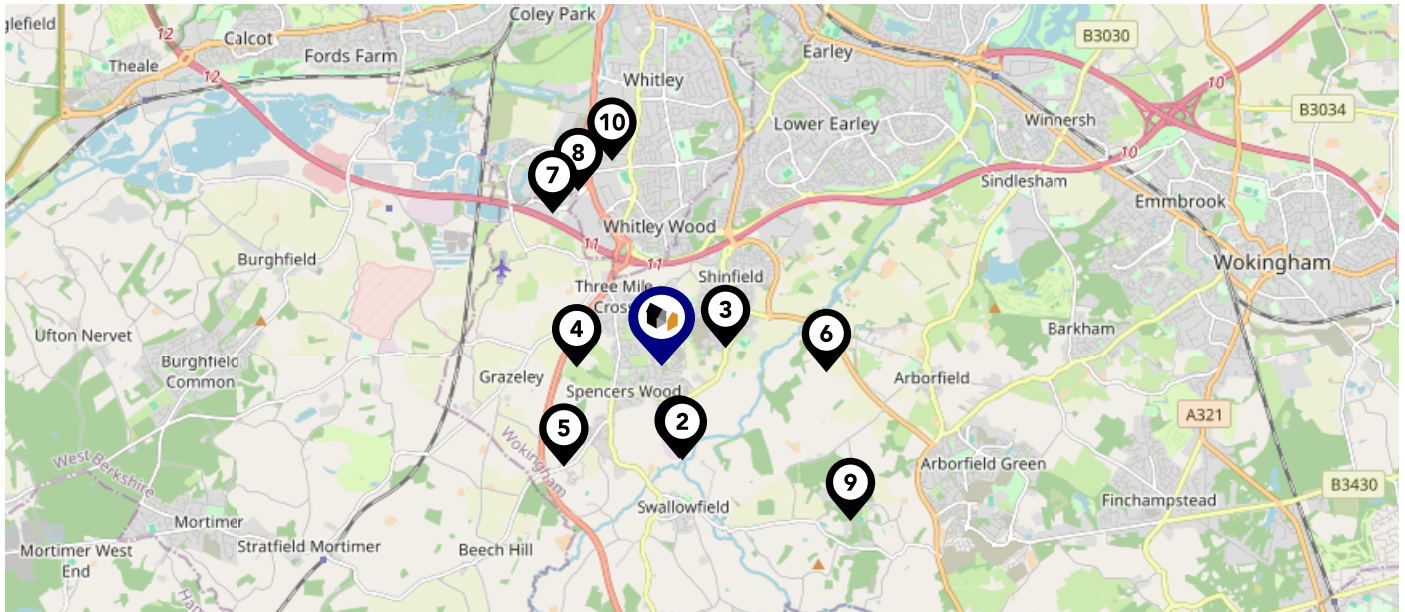 glefield
12
Calcot
Coley Park
Fords Farm
Theale
12
Whitley
Earley
B3030
10
B3034
Winnersh
Lower Earley
10
10
8
7
Sindlesham
Emmbrook
Whitley Wood
11
11
Burghfield
Shinfield
Wokingham
Three Mile
Cross
3
4
6
Ufton Nervet
Barkham
Burghfield
Common
Grazeley
Spencers Wood
Arborfield
A321
2
5
West Berkshire
Wokingham
Arborfield Green
9
B3430
Finchampstead
Swallowfield
Mortimer
Stratfield Mortimer
Beech Hill
Mortimer West
End